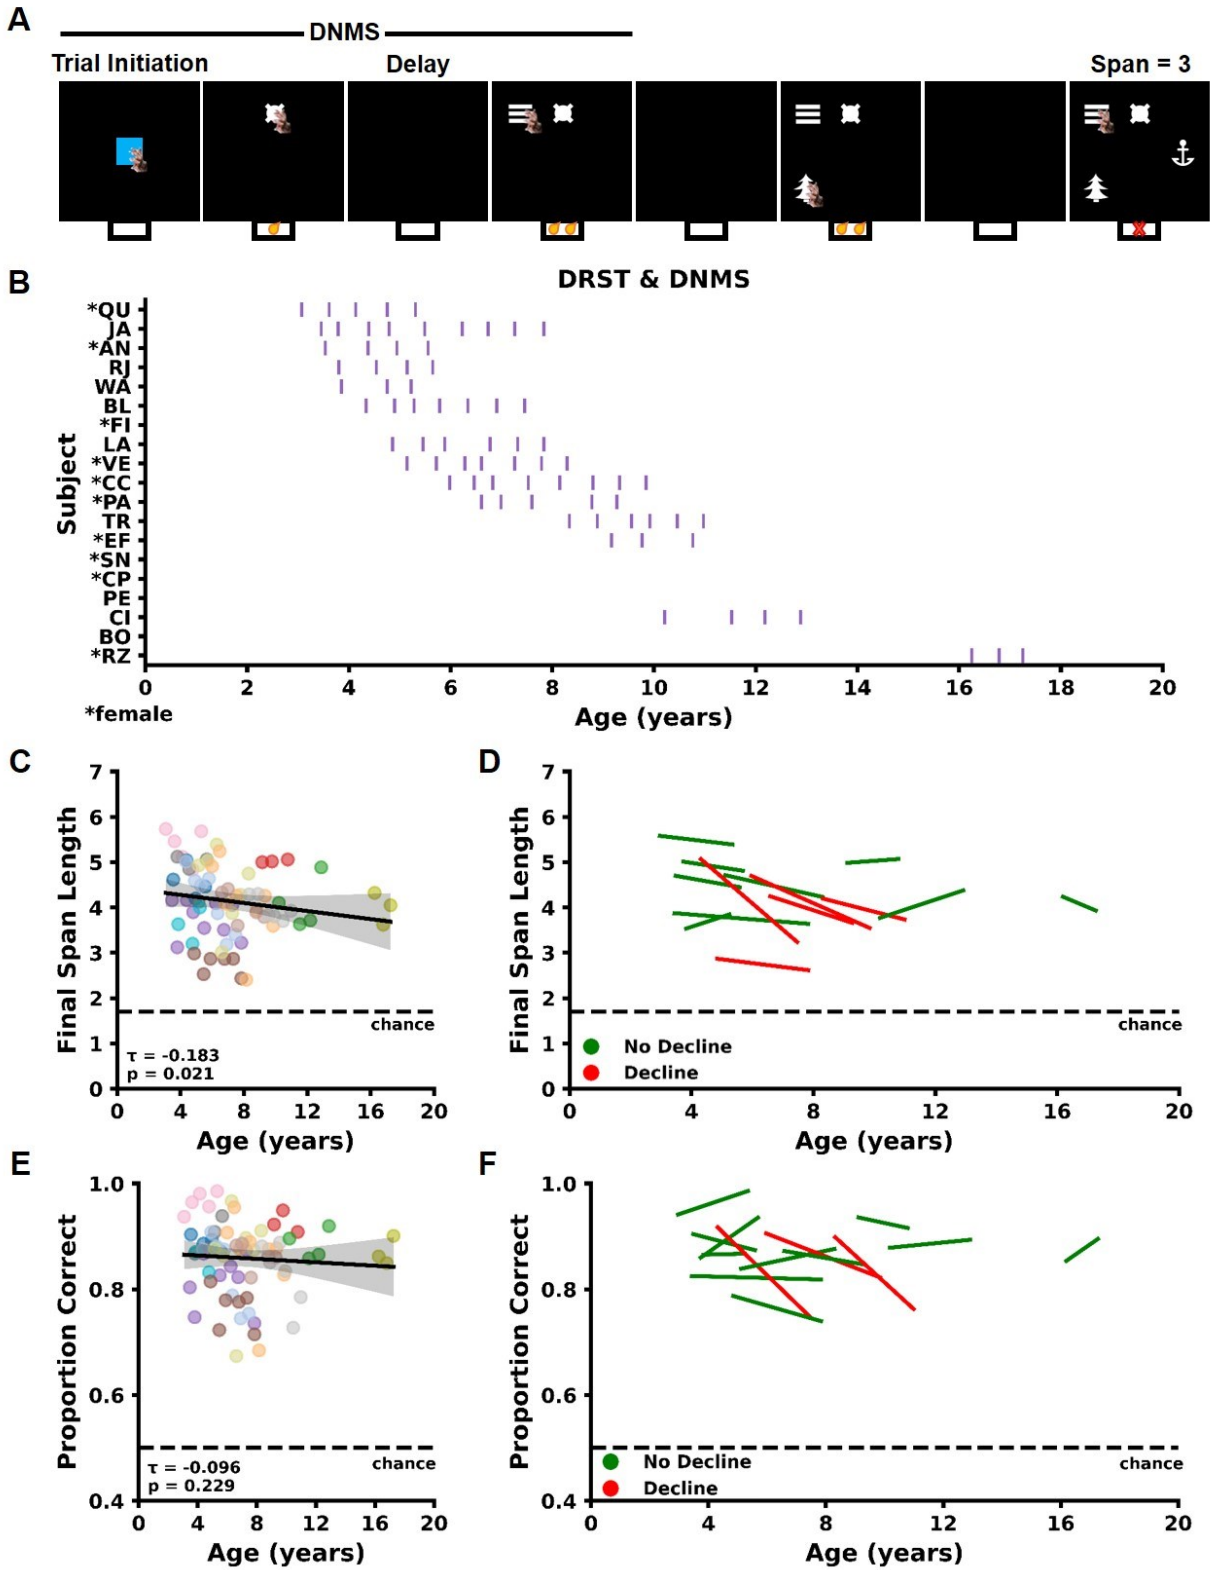 A
DNMS
Trial Initiation
Delay
Span = 3
X
B
DRST & DNMS
Subject
*QU
JA
*AN
RJ
WA
BL
*FI
LA
*VE
*CC
*PA
TR
*EF
*SN
*CP
PE
CI
BO
*RZ
0 2 4 6 8 10 12 14 16 18 20
*female
Age (years)
C
Final Span Length
7
6
5
4
3
2
1
0
chance
τ = -0.183
p = 0.021
0 4 8 12 16 20
Age (years)
D
Final Span Length
7
6
5
4
3
2
1
0
chance
No Decline
Decline
0 4 8 12 16 20
Age (years)
E
Proportion Correct
1.0
0.8
0.6
0.4
chance
τ = -0.096
p = 0.229
0 4 8 12 16 20
Age (years)
F
Proportion Correct
1.0
0.8
0.6
0.4
chance
No Decline
Decline
0 4 8 12 16 20
Age (years)